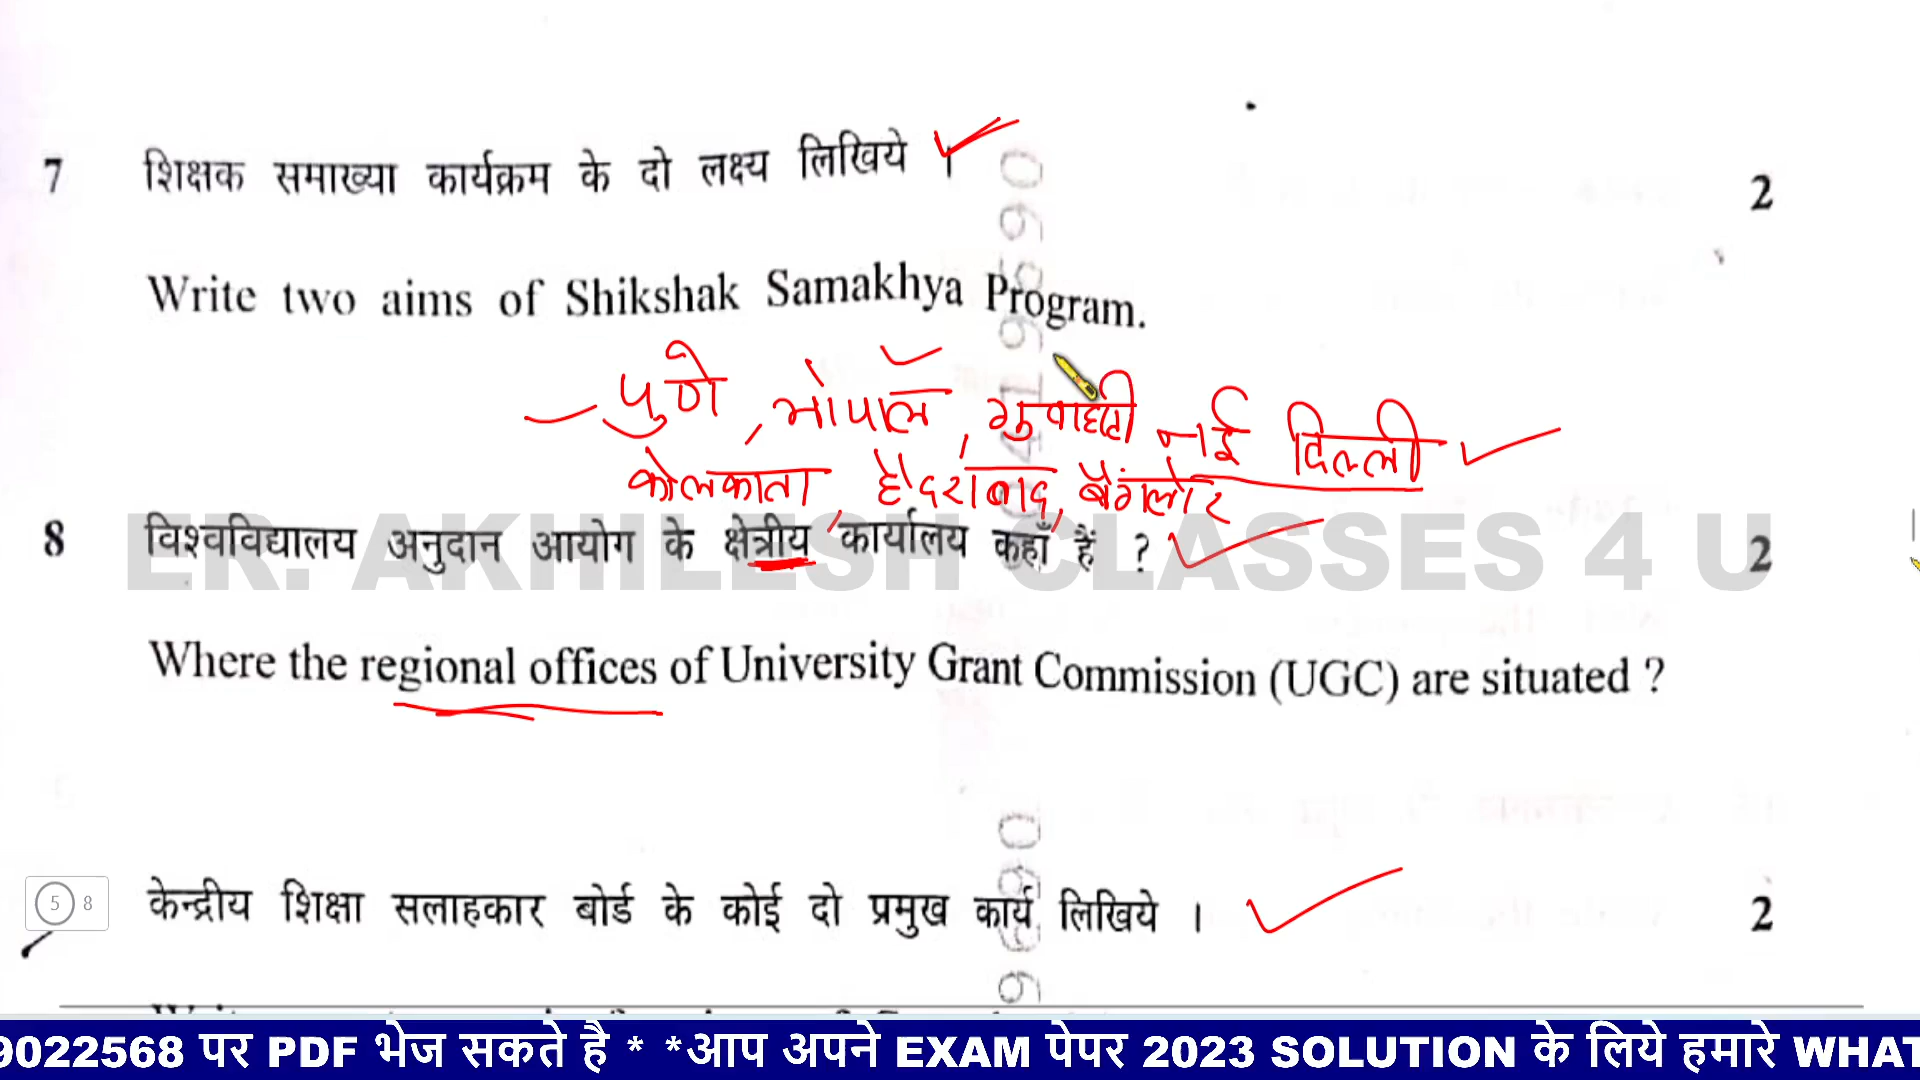 7 शिक्षक समाख्या कार्यक्रम के दो लक्ष्य लिखिये । 2
Write two aims of Shikshak Samakhya Program.
पुणे, भोपाल, गुवाहटी नई दिल्ली
कोलकाता, हैदराबाद, बैंगलोर
8 विश्वविद्यालय अनुदान आयोग के क्षेत्रीय कार्यालय कहाँ हैं ? 2
ER. AKHILESH CLASSES 4 U
Where the regional offices of University Grant Commission (UGC) are situated ?
5 8
केन्द्रीय शिक्षा सलाहकार बोर्ड के कोई दो प्रमुख कार्य लिखिये । 2
9022568 पर PDF भेज सकते है * *आप अपने EXAM पेपर 2023 SOLUTION के लिये हमारे WHAT